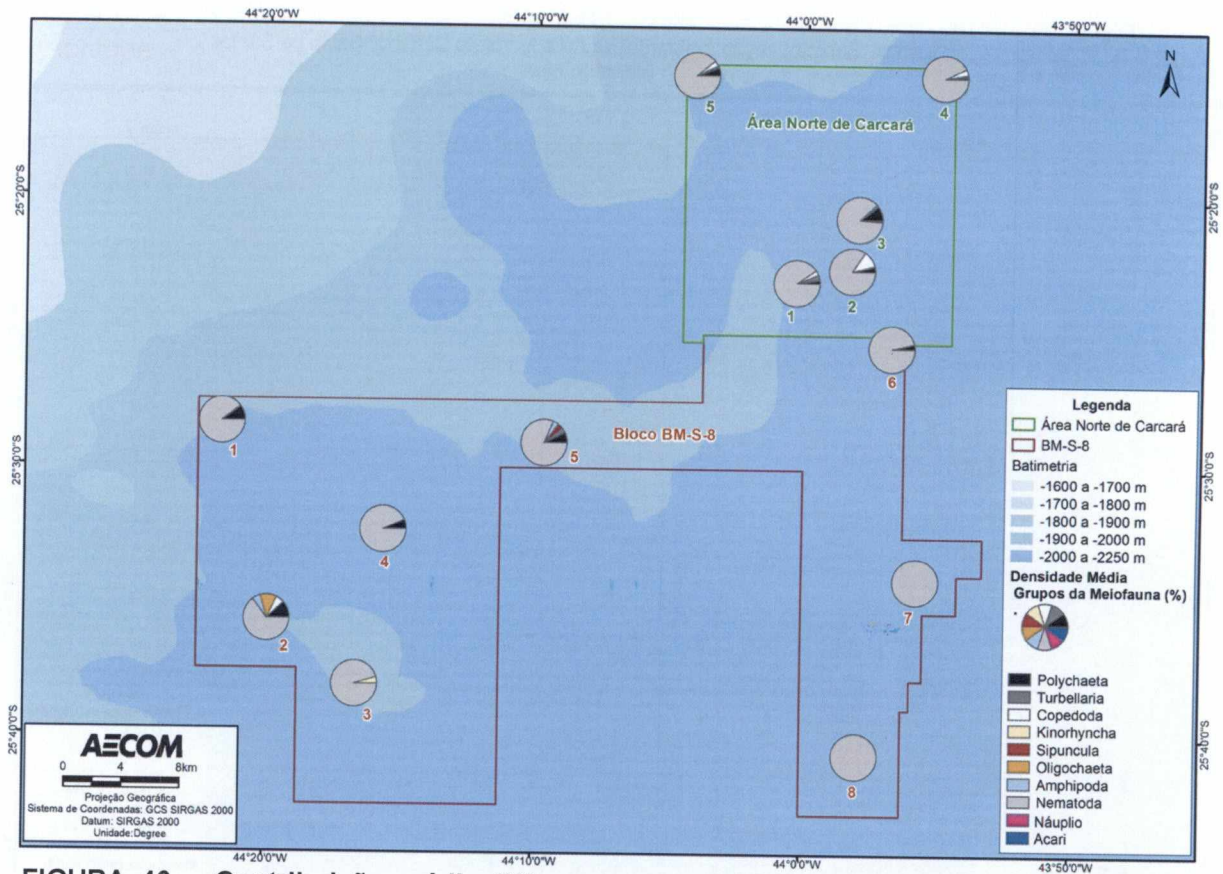 44°20'0"W 44°10'0"W 44°0'0"W 43°50'0"W
N
5
4
Área Norte de Carcará
25°20'0"S
25°20'0"S
3
1
2
6
1
Bloco BM-S-8
5
25°30'0"S
25°30'0"S
4
2
3
7
8
25°40'0"S
25°40'0"S
Legenda
Área Norte de Carcará
BM-S-8
Batimetria
-1600 a -1700 m
-1700 a -1800 m
-1800 a -1900 m
-1900 a -2000 m
-2000 a -2250 m
Densidade Média
Grupos da Meiofauna (%)
Polychaeta
Turbellaria
Copedoda
Kinorhyncha
Sipuncula
Oligochaeta
Amphipoda
Nematoda
Náuplio
Acari
AECOM
0 4 8km
Projeção Geográfica
Sistema de Coordenadas: GCS SIRGAS 2000
Datum: SIRGAS 2000
Unidade:Degree
44°20'0"W 44°10'0"W 44°0'0"W 43°50'0"W